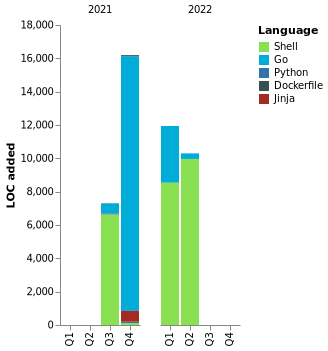 2021 2022
Language
Shell
Go
Python
Dockerfile
Jinja
LOC added
18,000
16,000
14,000
12,000
10,000
8,000
6,000
4,000
2,000
0
Q1 Q2 Q3 Q4 Q1 Q2 Q3 Q4